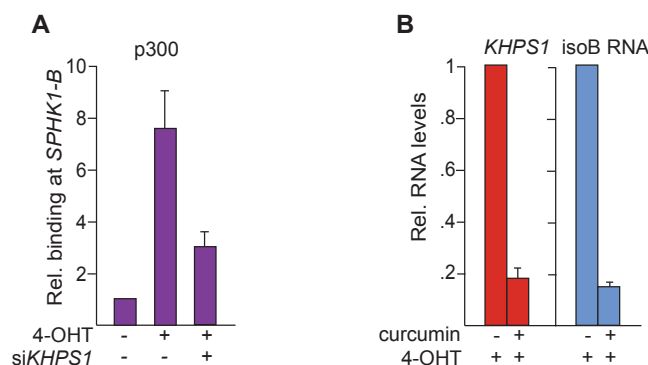 A
p300
Rel. binding at SPHK1-B
10
8
6
4
2
4-OHT - + +
siKHPS1 - - +
B
KHPS1 isoB RNA
Rel. RNA levels
1
.8
.6
.4
.2
curcumin - + - +
4-OHT + + + +